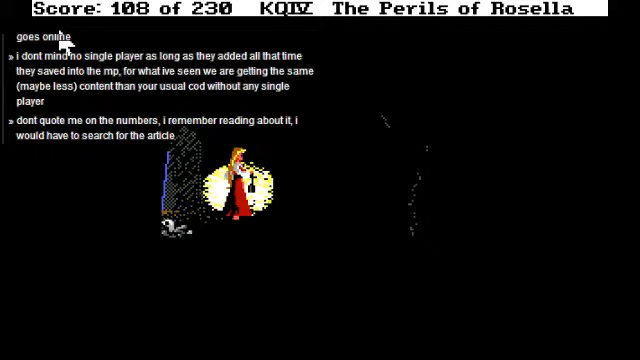 Score: 108 of 230 KQIV The Perils of Rosella
goes online
» i dont mind no single player as long as they added all that time
they saved into the mp, for what ive seen we are getting the same
(maybe less) content than your usual cod without any single
player
» dont quote me on the numbers, i remember reading about it, i
would have to search for the article